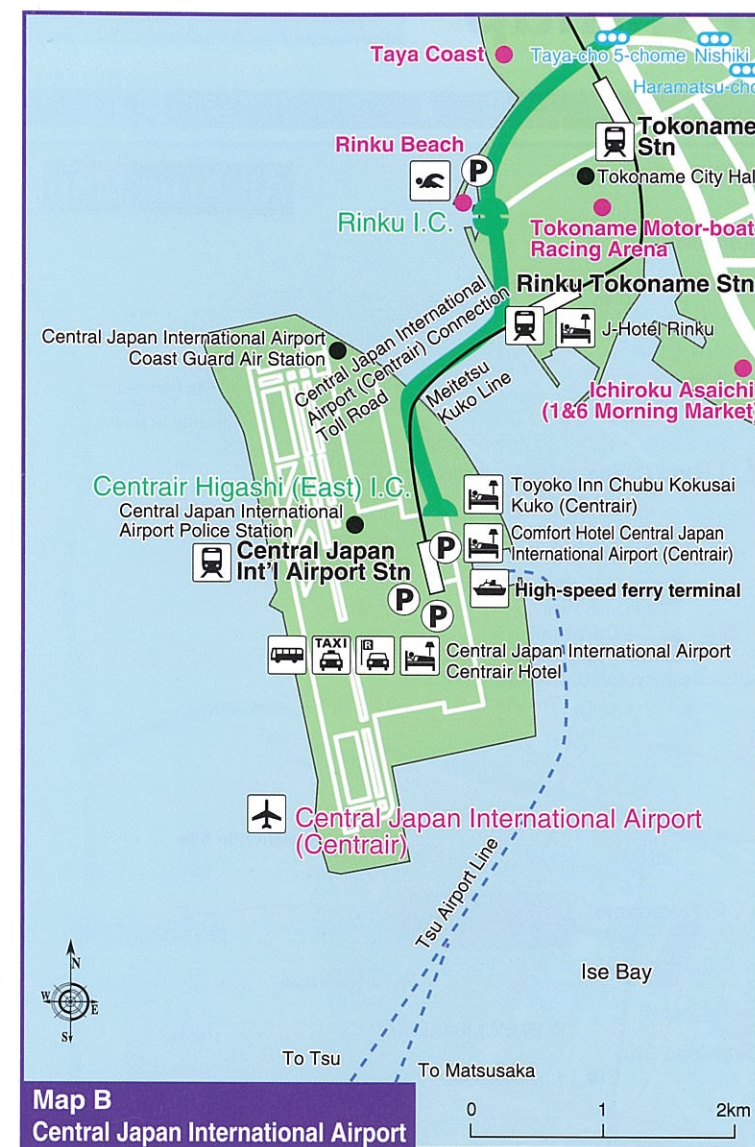 Taya Coast
Taya-cho 5-chome
Nishiki
Haramatsu-cho
Rinku Beach
P
Tokoname
Stn
Tokoname City Hal
Rinku I.C.
Tokoname Motor-boat
Racing Arena
Rinku Tokoname Stn
J-Hotel Rinku
Central Japan International Airport
Coast Guard Air Station
Central Japan International
Airport (Centrair) Connection
Toll Road
Meitetsu
Kuko Line
Ichiroku Asaichi
(1&6 Morning Market)
Centrair Higashi (East) I.C.
Central Japan International
Airport Police Station
Toyoko Inn Chubu Kokusai
Kuko (Centrair)
Comfort Hotel Central Japan
International Airport (Centrair)
P
Central Japan
Int'l Airport Stn
High-speed ferry terminal
P
P
TAXI
R
Central Japan International Airport
Centrair Hotel
Central Japan International Airport
(Centrair)
Tsu Airport Line
Ise Bay
N
W
E
S
To Tsu
To Matsusaka
Map B
Central Japan International Airport
0 1 2km